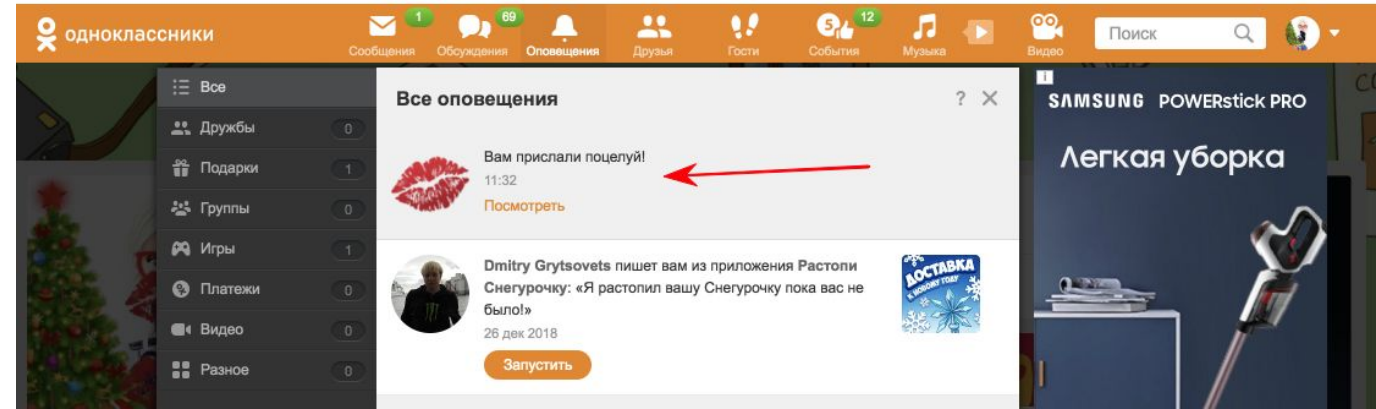 одноклассники
1
69
5+
12
Сообщения
Обсуждения
Оповещения
Друзья
Гости
События
Музыка
Видео
Поиск
Все
Дружбы 0
Подарки 1
Группы 0
Игры 1
Платежи 0
Видео 0
Разное 0
Все оповещения
?
Вам прислали поцелуй!
11:32
Посмотреть
Dmitry Grytsovets пишет вам из приложения Растопи
Снегурочку: «Я растопил вашу Снегурочку пока вас не
было!»
26 дек 2018
Запустить
ДОСТАВКА
К НОВОМУ ГОДУ
i
SAMSUNG POWERstick PRO
Легкая уборка